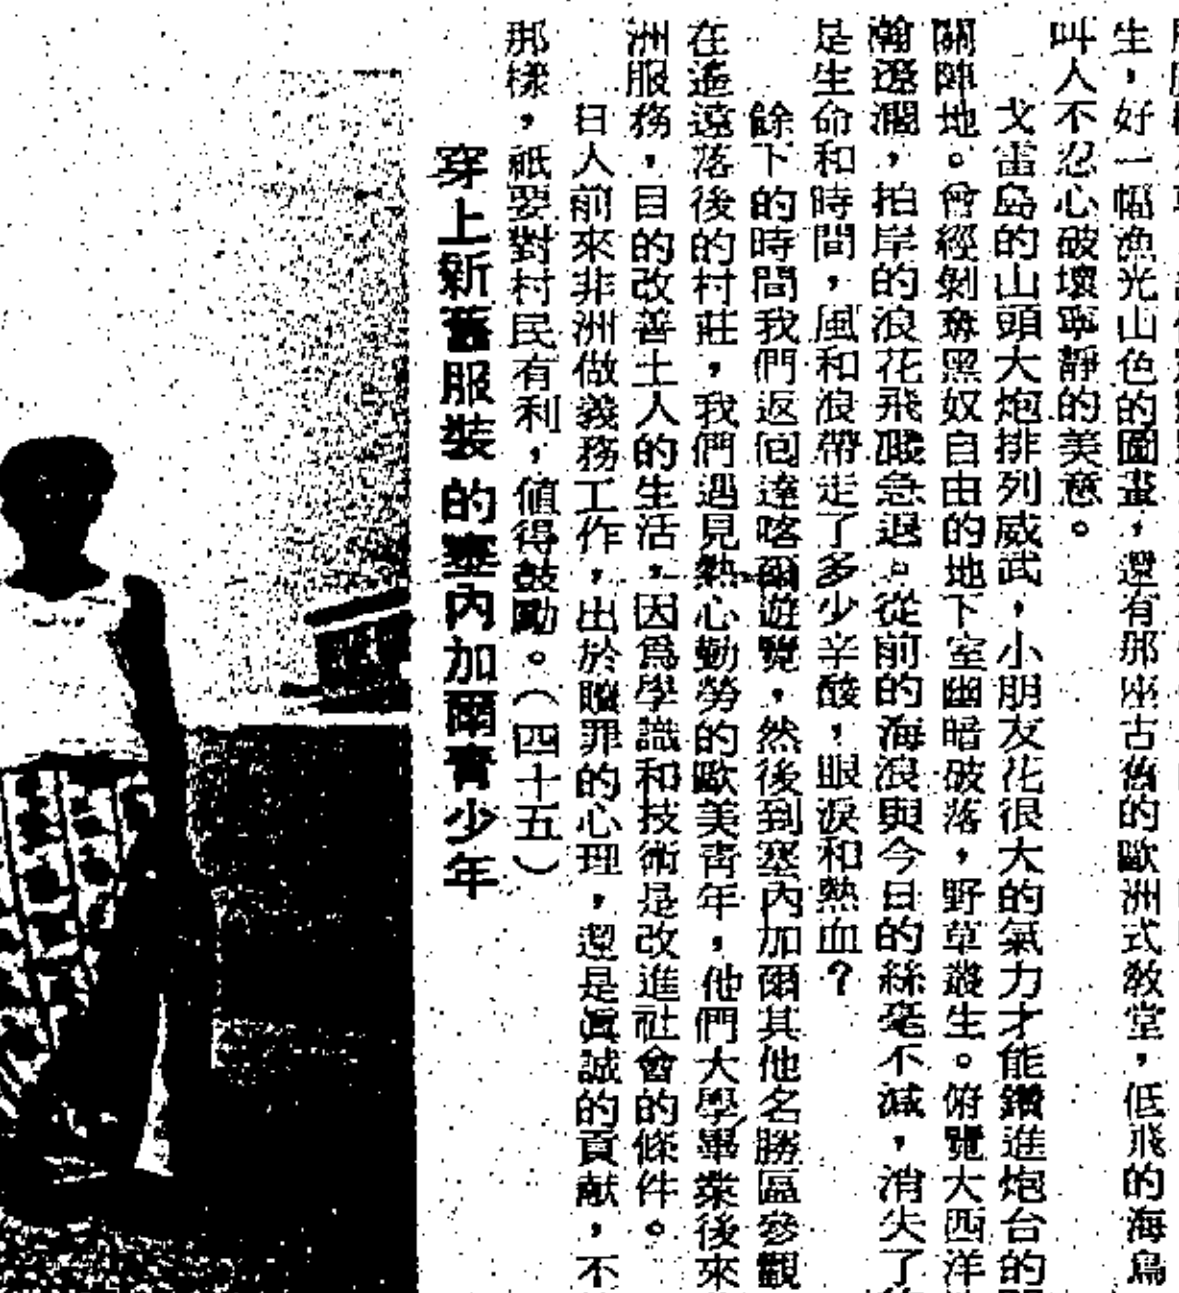 生，好一幅漁光山色的圖畫，還有那座古舊的歐洲式教堂，低飛的海鳥
叫人不忍心破壞寧靜的美意。
戈雷島的山頭大炮排列威武，小朋友花很大的氣力才能鑽進炮台的
關陣地。曾經剝奪黑奴自由的地下室幽暗破落，野草叢生。俯覽大西洋
瀚遼濶，拍岸的浪花飛濺急退。從前的海浪與今日的絲毫不減，消失了
是生命和時間，風和浪帶走了多少辛酸，眼淚和熱血？
餘下的時間我們返回達喀爾遊覽，然後到塞內加爾其他名勝區參觀
在遙遠落後的村莊，我們遇見熱心勤勞的歐美青年，他們大學畢業後來
洲服務，目的改善土人的生活，因爲學識和技術是改進社會的條件。
日人前來非洲做義務工作，出於贖罪的心理，還是眞誠的貢献，不
那樣，祇要對村民有利，值得鼓勵。（四十五）
穿上新舊服裝的塞內加爾青少年